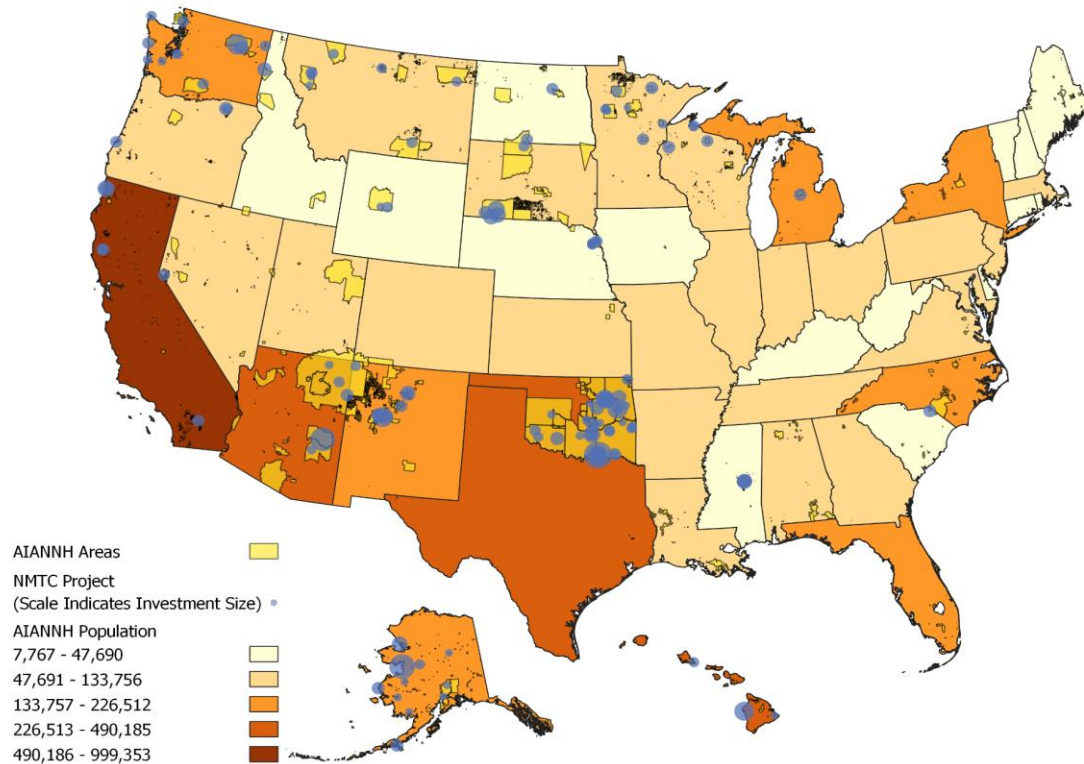 AIANNH Areas
NMTC Project
(Scale Indicates Investment Size)
AIANNH Population
7,767 - 47,690
47,691 - 133,756
133,757 - 226,512
226,513 - 490,185
490,186 - 999,353